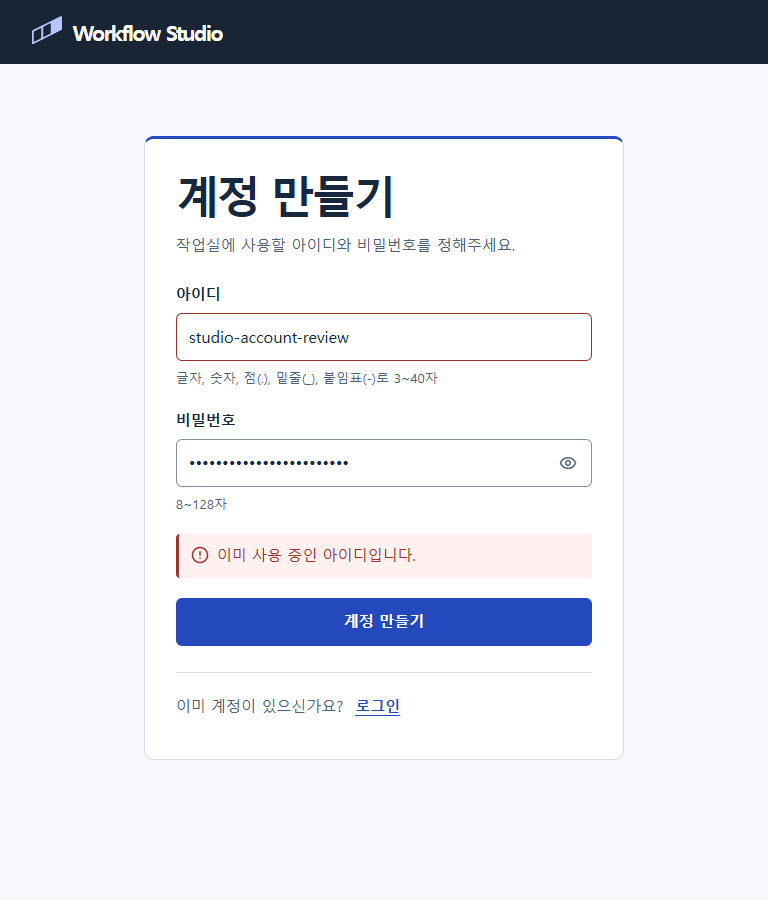 Workflow Studio
계정 만들기
작업실에 사용할 아이디와 비밀번호를 정해주세요.
아이디
studio-account-review
글자, 숫자, 점(.), 밑줄(_), 붙임표(-)로 3~40자
비밀번호
••••••••••••••••••••••••
8~128자
이미 사용 중인 아이디입니다.
계정 만들기
이미 계정이 있으신가요? 로그인